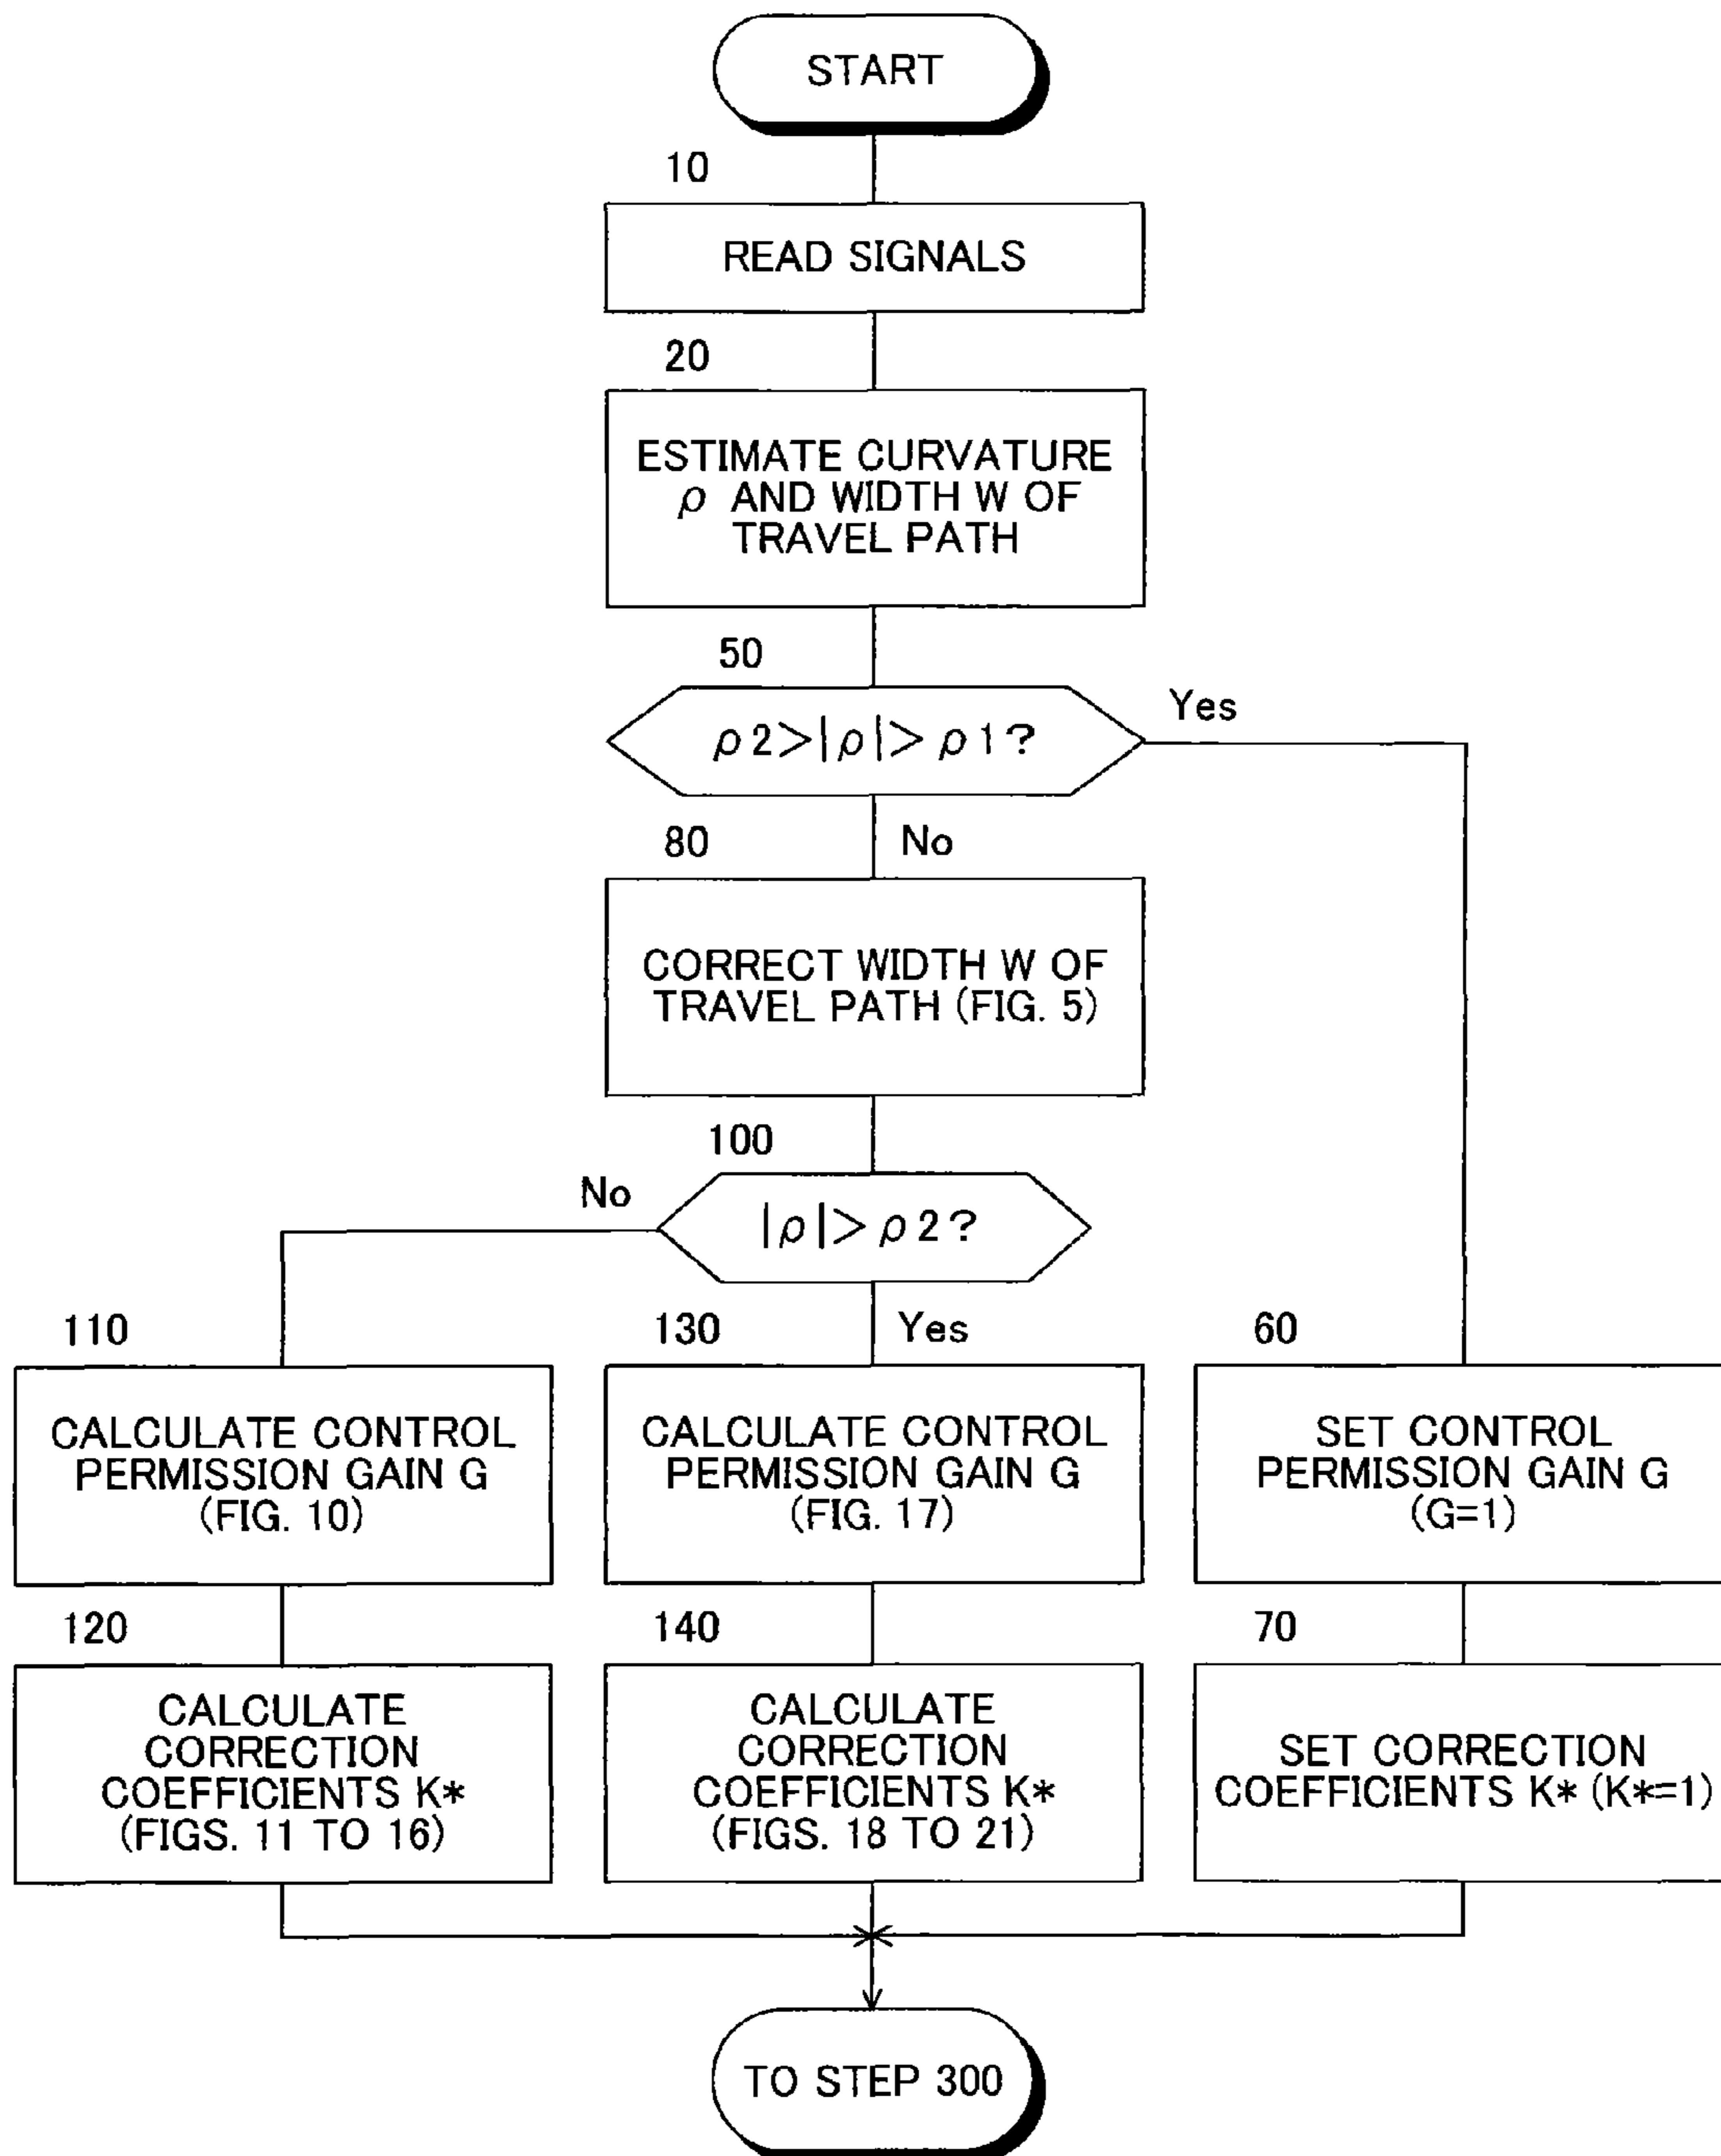 START
10
READ SIGNALS
20
ESTIMATE CURVATURE
ρ AND WIDTH W OF
TRAVEL PATH
50
ρ2>|ρ|>ρ1?
Yes
80
No
CORRECT WIDTH W OF
TRAVEL PATH (FIG. 5)
100
No
|ρ|>ρ2?
110
130
Yes
60
CALCULATE CONTROL
PERMISSION GAIN G
(FIG. 10)
CALCULATE CONTROL
PERMISSION GAIN G
(FIG. 17)
SET CONTROL
PERMISSION GAIN G
(G=1)
120
140
70
CALCULATE
CORRECTION
COEFFICIENTS K*
(FIGS. 11 TO 16)
CALCULATE
CORRECTION
COEFFICIENTS K*
(FIGS. 18 TO 21)
SET CORRECTION
COEFFICIENTS K* (K*=1)
TO STEP 300